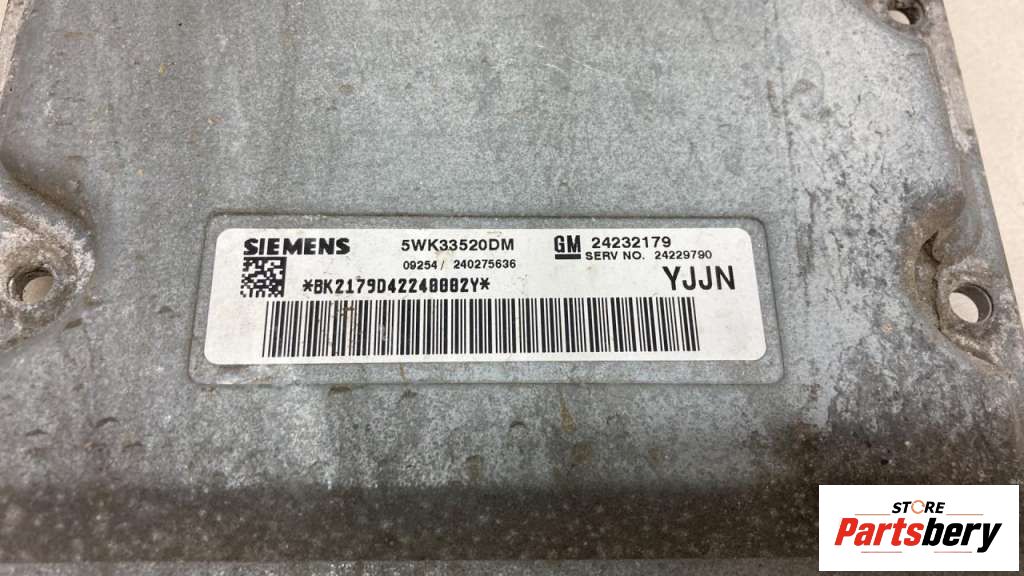 SIEMENS 5WK33520DM GM 24232179
09254 / 240275636 SERV NO. 24229790
*BK2179D42240002Y* YJJN
STORE
Partsbery